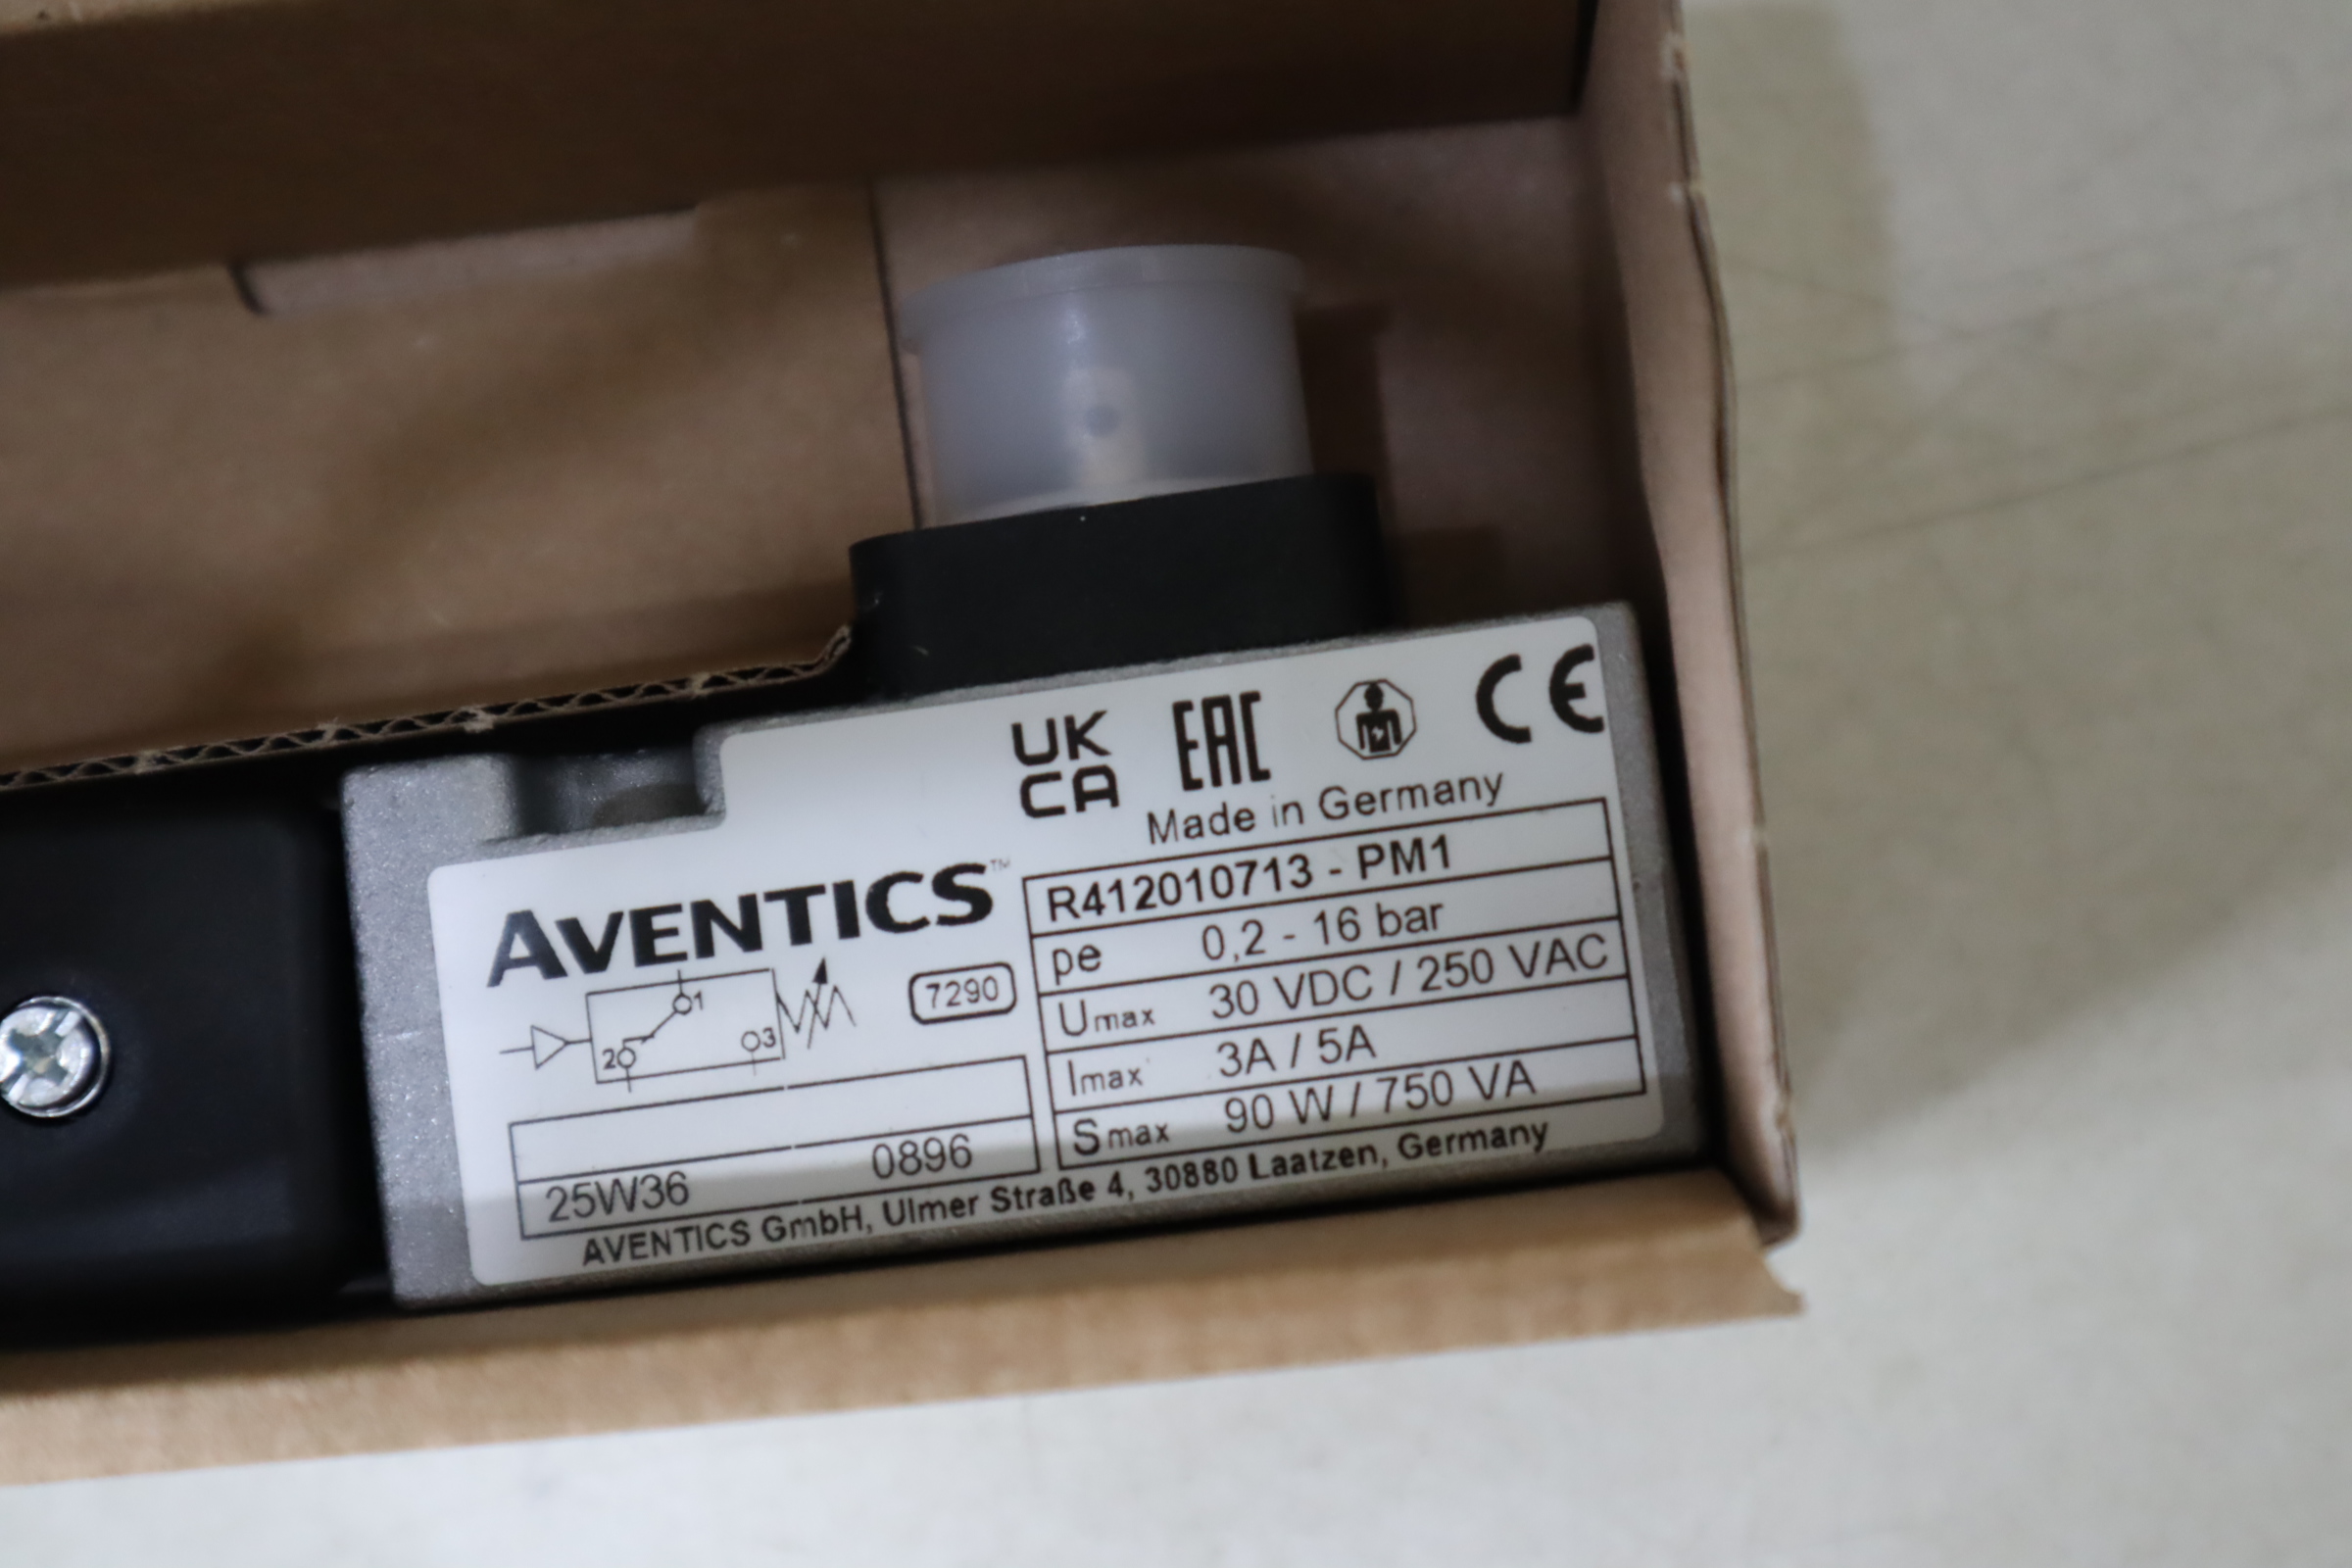 UK
CA
EAC
CE
Made in Germany
AVENTICS™
R412010713 - PM1
pe 0,2 - 16 bar
Umax 30 VDC / 250 VAC
Imax 3A / 5A
Smax 90 W / 750 VA
1
2
3
7290
25W36 0896
AVENTICS GmbH, Ulmer Straße 4, 30880 Laatzen, Germany